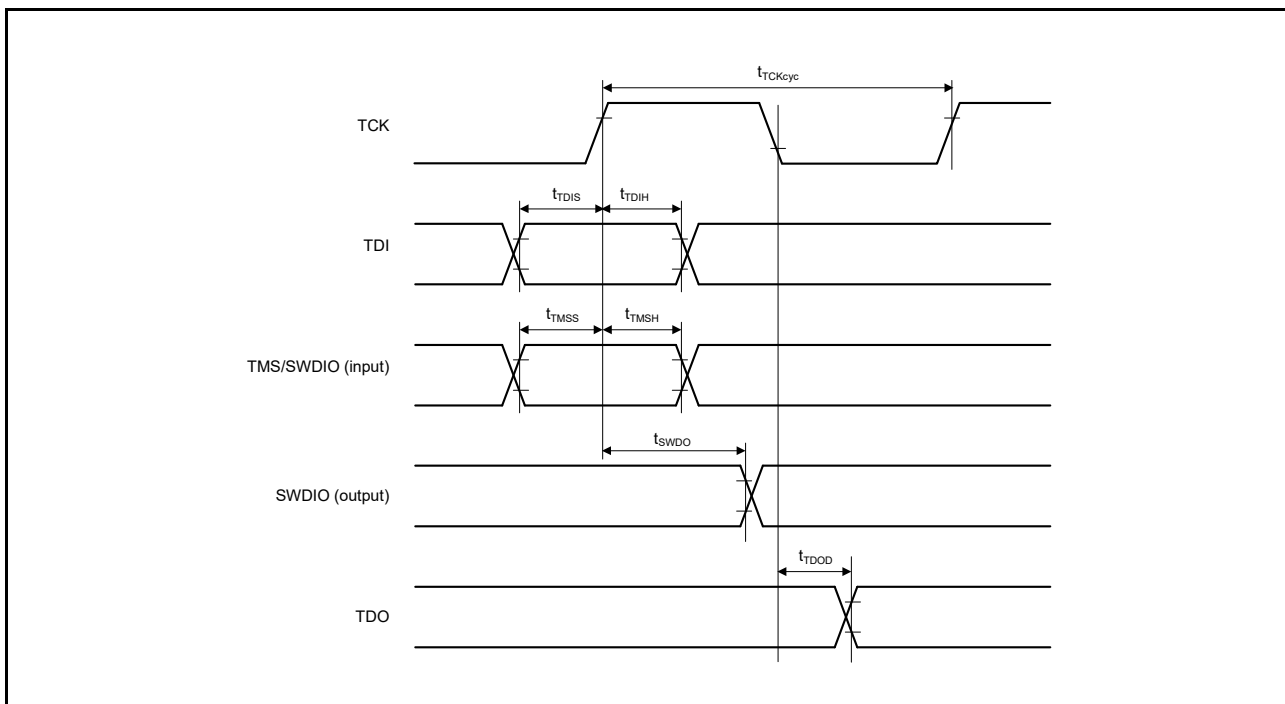 tTCKcyc
TCK
tTDIS
tTDIH
TDI
tTMSS
tTMSH
TMS/SWDIO (input)
tSWDO
SWDIO (output)
tTDOD
TDO